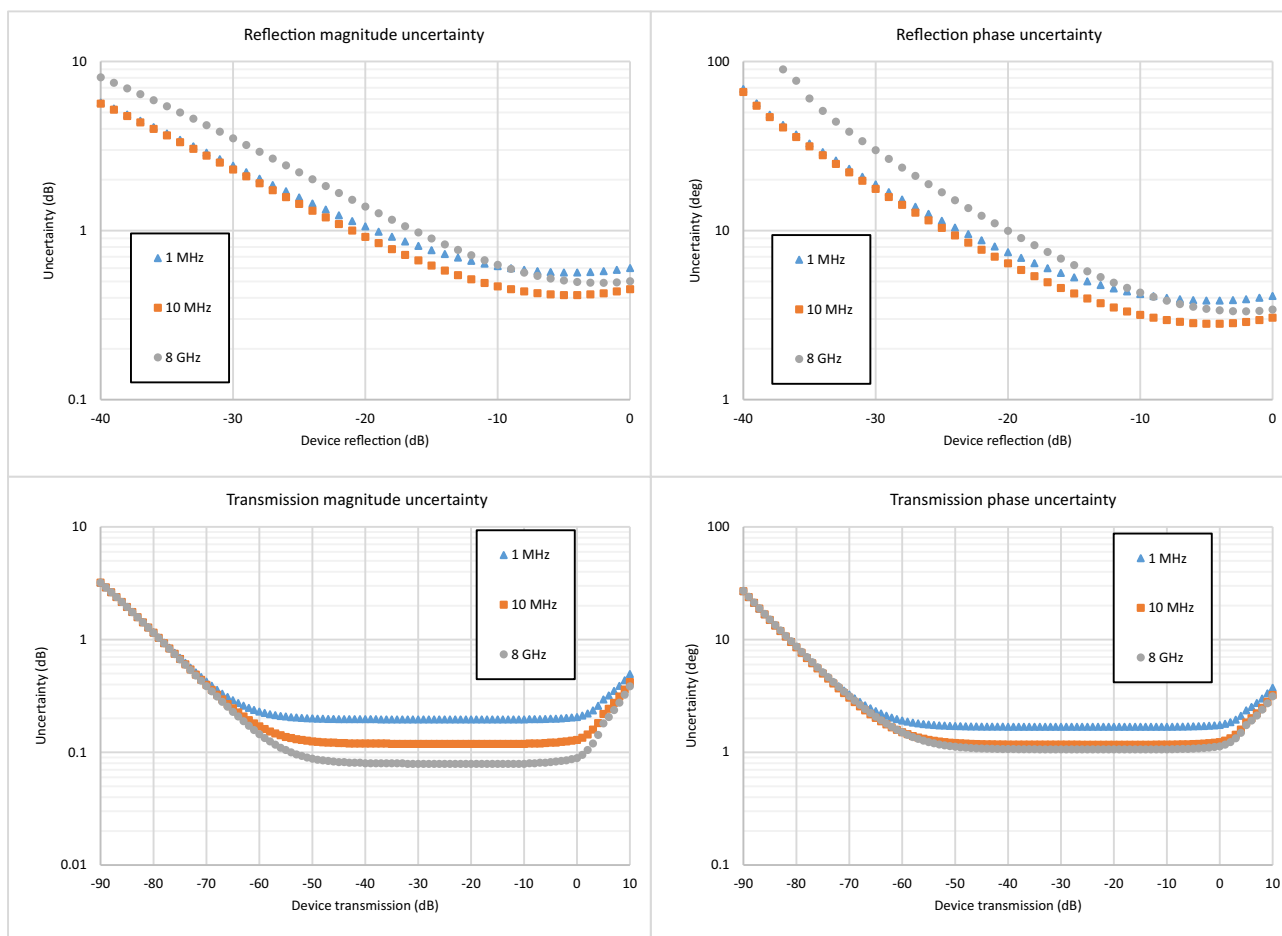 Reflection magnitude uncertainty
10
1
0.1
Uncertainty (dB)
1 MHz
10 MHz
8 GHz
-40 -30 -20 -10 0
Device reflection (dB)
Reflection phase uncertainty
100
10
1
Uncertainty (deg)
1 MHz
10 MHz
8 GHz
-40 -30 -20 -10 0
Device reflection (dB)
Transmission magnitude uncertainty
10
1
0.1
0.01
Uncertainty (dB)
1 MHz
10 MHz
8 GHz
-90 -80 -70 -60 -50 -40 -30 -20 -10 0 10
Device transmission (dB)
Transmission phase uncertainty
100
10
1
0.1
Uncertainty (deg)
1 MHz
10 MHz
8 GHz
-90 -80 -70 -60 -50 -40 -30 -20 -10 0 10
Device transmission (dB)